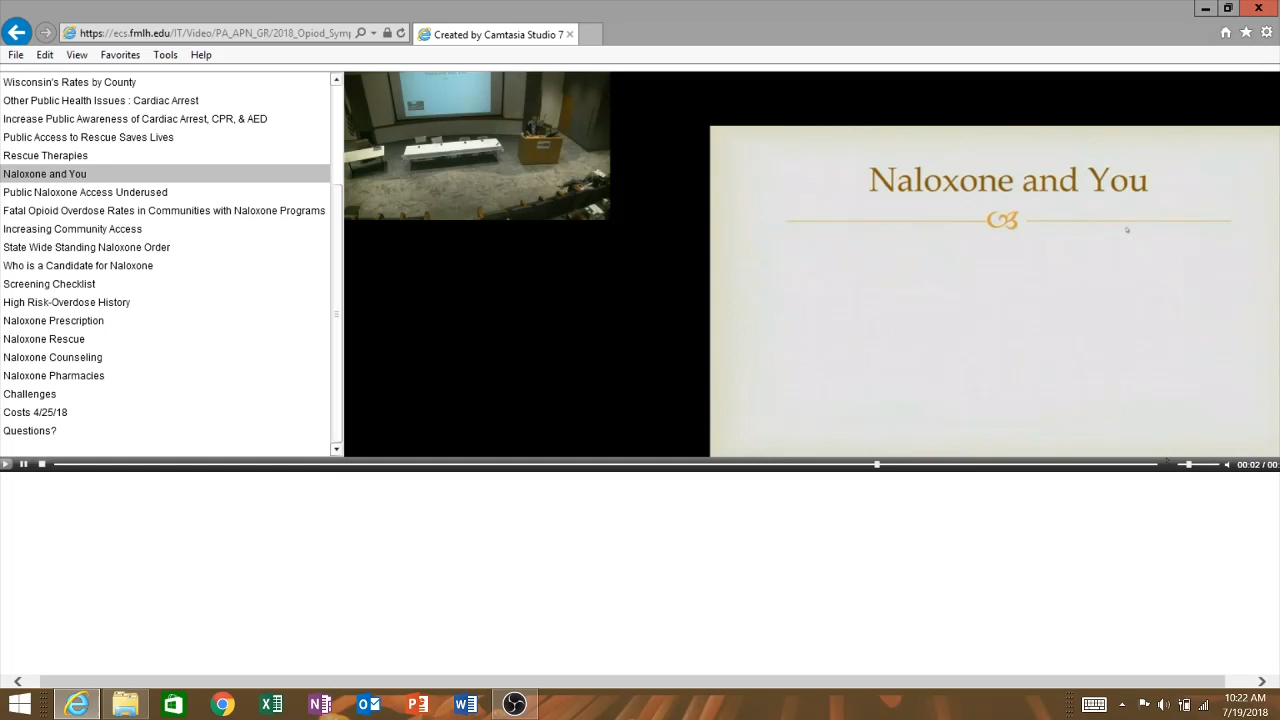 https://ecs.fmlh.edu/IT/Video/PA_APN_GR/2018_Opiod_Symp
Created by Camtasia Studio 7
File Edit View Favorites Tools Help
Wisconsin's Rates by County
Other Public Health Issues : Cardiac Arrest
Increase Public Awareness of Cardiac Arrest, CPR, & AED
Public Access to Rescue Saves Lives
Rescue Therapies
Naloxone and You
Public Naloxone Access Underused
Fatal Opioid Overdose Rates in Communities with Naloxone Programs
Increasing Community Access
State Wide Standing Naloxone Order
Who is a Candidate for Naloxone
Screening Checklist
High Risk-Overdose History
Naloxone Prescription
Naloxone Rescue
Naloxone Counseling
Naloxone Pharmacies
Challenges
Costs 4/25/18
Questions?
Naloxone and You
00:02 / 00:
10:22 AM
7/19/2018